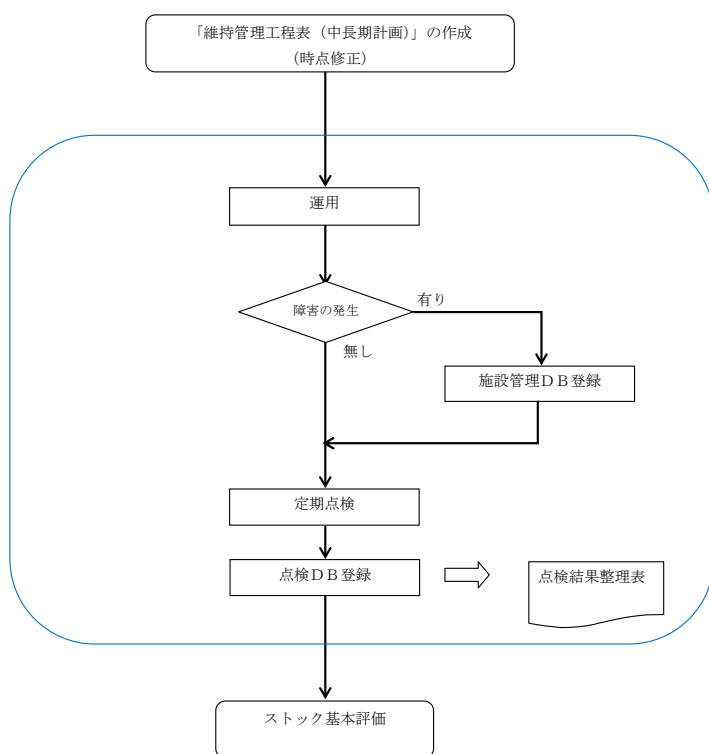 「維持管理工程表（中長期計画）」の作成
（時点修正）
運用
障害の発生
有り
無し
施設管理ＤＢ登録
定期点検
点検ＤＢ登録
点検結果整理表
ストック基本評価